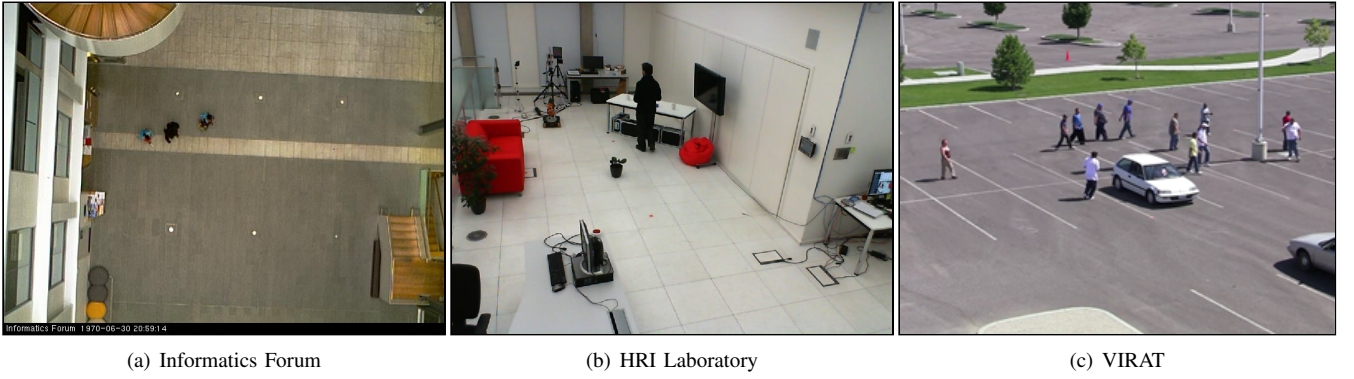 Informatics Forum 1970-06-30 20:59:14
(a) Informatics Forum
(b) HRI Laboratory
(c) VIRAT